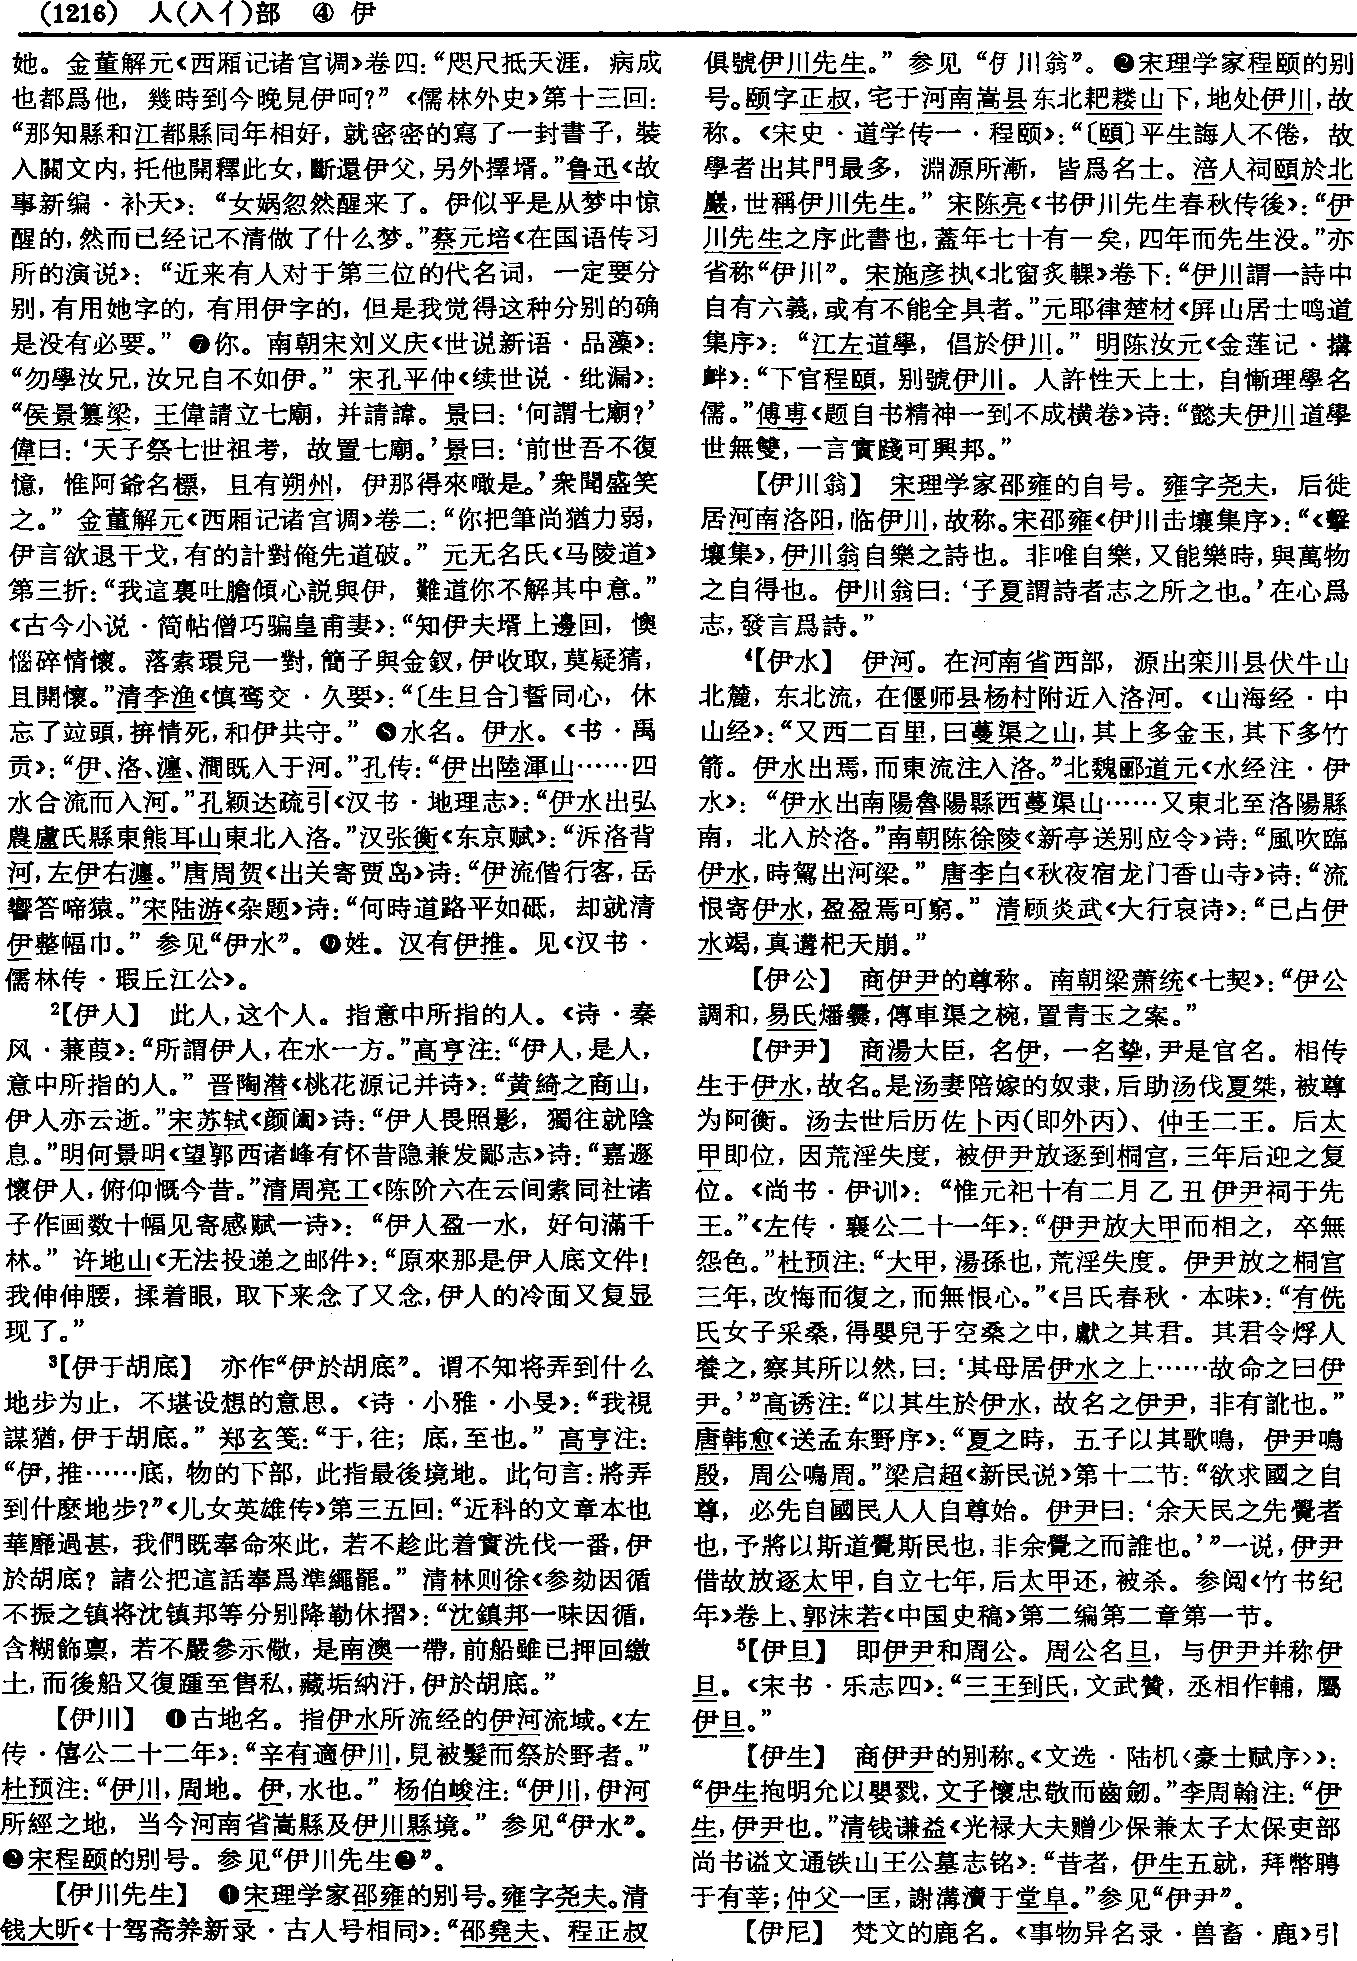 (1216) 人(入亻)部 ④ 伊
她。金董解元《西厢记诸宫调》卷四：“咫尺抵天涯，病成
也都爲他，幾時到今晚見伊呵？”《儒林外史》第十三回：
“那知縣和江都縣同年相好，就密密的寫了一封書子，裝
入關文内，托他開釋此女，斷還伊父，另外擇壻。”鲁迅《故
事新编·补天》：“女娲忽然醒来了。伊似乎是从梦中惊
醒的，然而已经记不清做了什么梦。”蔡元培《在国语传习
所的演说》：“近来有人对于第三位的代名词，一定要分
别，有用她字的，有用伊字的，但是我觉得这种分别的确
是没有必要。”❼你。南朝宋刘义庆《世说新语·品藻》：
“勿學汝兄，汝兄自不如伊。”宋孔平仲《续世说·纰漏》：
“侯景篡梁，王偉請立七廟，并請諱。景曰：‘何謂七廟？’
偉曰：‘天子祭七世祖考，故置七廟。’景曰：‘前世吾不復
憶，惟阿爺名標，且有朔州，伊那得來噉是。’衆聞盛笑
之。”金董解元《西厢记诸宫调》卷二：“你把筆尚猶力弱，
伊言欲退干戈，有的計對俺先道破。”元无名氏《马陵道》
第三折：“我這裏吐膽傾心説與伊，難道你不解其中意。”
《古今小说·简帖僧巧骗皇甫妻》：“知伊夫壻上邊回，懊
惱碎情懷。落索環兒一對，簡子與金釵，伊收取，莫疑猜，
且開懷。”清李渔《慎鸾交·久要》：“〔生旦合〕誓同心，休
忘了竝頭，拚情死，和伊共守。”❽水名。伊水。《书·禹
贡》：“伊、洛、瀍、澗既入于河。”孔传：“伊出陸渾山……四
水合流而入河。”孔颖达疏引《汉书·地理志》：“伊水出弘
農盧氏縣東熊耳山東北入洛。”汉张衡《东京赋》：“泝洛背
河，左伊右瀍。”唐周贺《出关寄贾岛》诗：“伊流偕行客，岳
響答啼猿。”宋陆游《杂题》诗：“何時道路平如砥，却就清
伊整幅巾。”参见“伊水”。❾姓。汉有伊推。见《汉书·
儒林传·瑕丘江公》。
²【伊人】 此人，这个人。指意中所指的人。《诗·秦
风·蒹葭》：“所謂伊人，在水一方。”高亨注：“伊人，是人，
意中所指的人。”晋陶潜《桃花源记并诗》：“黄綺之商山，
伊人亦云逝。”宋苏轼《颜阖》诗：“伊人畏照影，獨往就陰
息。”明何景明《望郭西诸峰有怀昔隐兼发鄙志》诗：“嘉遯
懷伊人，俯仰慨今昔。”清周亮工《陈阶六在云间索同社诸
子作画数十幅见寄感赋一诗》：“伊人盈一水，好句滿千
林。”许地山《无法投递之邮件》：“原來那是伊人底文件！
我伸伸腰，揉着眼，取下来念了又念，伊人的冷面又复显
现了。”
³【伊于胡底】 亦作“伊於胡底”。谓不知将弄到什么
地步为止，不堪设想的意思。《诗·小雅·小旻》：“我視
謀猶，伊于胡底。”郑玄笺：“于，往；底，至也。”高亨注：
“伊，推……底，物的下部，此指最後境地。此句言：將弄
到什麽地步？”《儿女英雄传》第三五回：“近科的文章本也
華靡過甚，我們既奉命來此，若不趁此着實洗伐一番，伊
於胡底？諸公把這話奉爲準繩罷。”清林则徐《参劾因循
不振之镇将沈镇邦等分别降勒休摺》：“沈鎮邦一味因循，
含糊飾禀，若不嚴參示儆，是南澳一帶，前船雖已押回繳
土，而後船又復踵至售私，藏垢納汙，伊於胡底。”
【伊川】 ❶古地名。指伊水所流经的伊河流域。《左
传·僖公二十二年》：“辛有適伊川，見被髮而祭於野者。”
杜预注：“伊川，周地。伊，水也。”杨伯峻注：“伊川，伊河
所經之地，当今河南省嵩縣及伊川縣境。”参见“伊水”。
❷宋程颐的别号。参见“伊川先生❷”。
【伊川先生】 ❶宋理学家邵雍的别号。雍字尧夫。清
钱大昕《十驾斋养新录·古人号相同》：“邵堯夫、程正叔
俱號伊川先生。”参见“伊川翁”。❷宋理学家程颐的别
号。颐字正叔，宅于河南嵩县东北耙耧山下，地处伊川，故
称。《宋史·道学传一·程颐》：“〔頤〕平生誨人不倦，故
學者出其門最多，淵源所漸，皆爲名士。涪人祠頤於北
巖，世稱伊川先生。”宋陈亮《书伊川先生春秋传後》：“伊
川先生之序此書也，蓋年七十有一矣，四年而先生没。”亦
省称“伊川”。宋施彦执《北窗炙輠》卷下：“伊川謂一詩中
自有六義，或有不能全具者。”元耶律楚材《屏山居士鸣道
集序》：“江左道學，倡於伊川。”明陈汝元《金莲记·搆
衅》：“下官程頤，别號伊川。人許性天上士，自慚理學名
儒。”傅尃《题自书精神一到不成横卷》诗：“懿夫伊川道學
世無雙，一言實踐可興邦。”
【伊川翁】 宋理学家邵雍的自号。雍字尧夫，后徙
居河南洛阳，临伊川，故称。宋邵雍《伊川击壤集序》：“《擊
壤集》，伊川翁自樂之詩也。非唯自樂，又能樂時，與萬物
之自得也。伊川翁曰：‘子夏謂詩者志之所之也。’在心爲
志，發言爲詩。”
⁴【伊水】 伊河。在河南省西部，源出栾川县伏牛山
北麓，东北流，在偃师县杨村附近入洛河。《山海经·中
山经》：“又西二百里，曰蔓渠之山，其上多金玉，其下多竹
箭。伊水出焉，而東流注入洛。”北魏郦道元《水经注·伊
水》：“伊水出南陽魯陽縣西蔓渠山……又東北至洛陽縣
南，北入於洛。”南朝陈徐陵《新亭送别应令》诗：“風吹臨
伊水，時駕出河梁。”唐李白《秋夜宿龙门香山寺》诗：“流
恨寄伊水，盈盈焉可窮。”清顾炎武《大行哀诗》：“已占伊
水竭，真遘杞天崩。”
【伊公】 商伊尹的尊称。南朝梁萧统《七契》：“伊公
調和，易氏燔爨，傳車渠之椀，置青玉之案。”
【伊尹】 商湯大臣，名伊，一名挚，尹是官名。相传
生于伊水，故名。是汤妻陪嫁的奴隶，后助汤伐夏桀，被尊
为阿衡。汤去世后历佐卜丙(即外丙)、仲壬二王。后太
甲即位，因荒淫失度，被伊尹放逐到桐宫，三年后迎之复
位。《尚书·伊训》：“惟元祀十有二月乙丑伊尹祠于先
王。”《左传·襄公二十一年》：“伊尹放大甲而相之，卒無
怨色。”杜预注：“大甲，湯孫也，荒淫失度。伊尹放之桐宫
三年，改悔而復之，而無恨心。”《吕氏春秋·本味》：“有侁
氏女子采桑，得嬰兒于空桑之中，獻之其君。其君令烰人
養之，察其所以然，曰：‘其母居伊水之上……故命之曰伊
尹。’”高诱注：“以其生於伊水，故名之伊尹，非有訛也。”
唐韩愈《送孟东野序》：“夏之時，五子以其歌鳴，伊尹鳴
殷，周公鳴周。”梁启超《新民说》第十二节：“欲求國之自
尊，必先自國民人人自尊始。伊尹曰：‘余天民之先覺者
也，予將以斯道覺斯民也，非余覺之而誰也。’”一说，伊尹
借故放逐太甲，自立七年，后太甲还，被杀。参阅《竹书纪
年》卷上、郭沫若《中国史稿》第二编第二章第一节。
⁵【伊旦】 即伊尹和周公。周公名旦，与伊尹并称伊
旦。《宋书·乐志四》：“三王到氏，文武贊，丞相作輔，屬
伊旦。”
【伊生】 商伊尹的别称。《文选·陆机〈豪士赋序〉》：
“伊生抱明允以嬰戮，文子懷忠敬而齒劒。”李周翰注：“伊
生，伊尹也。”清钱谦益《光禄大夫赠少保兼太子太保吏部
尚书谥文通铁山王公墓志铭》：“昔者，伊生五就，拜幣聘
于有莘；仲父一匡，謝溝瀆于堂阜。”参见“伊尹”。
【伊尼】 梵文的鹿名。《事物异名录·兽畜·鹿》引